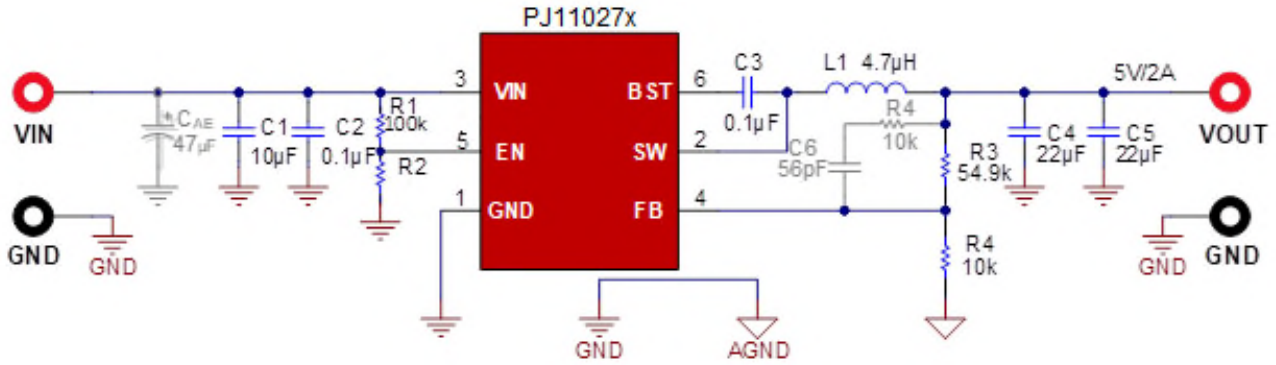 PJ11027x
VIN
GND
GND
CAE
47µF
C1
10µF
C2
0.1µF
R1
100k
R2
3
5
1
VIN
EN
GND
BST
SW
FB
6
2
4
C3
0.1µF
L1 4.7µH
C6
56pF
R4
10k
R3
54.9k
R4
10k
5V/2A
C4
22µF
C5
22µF
VOUT
GND
GND
GND
AGND